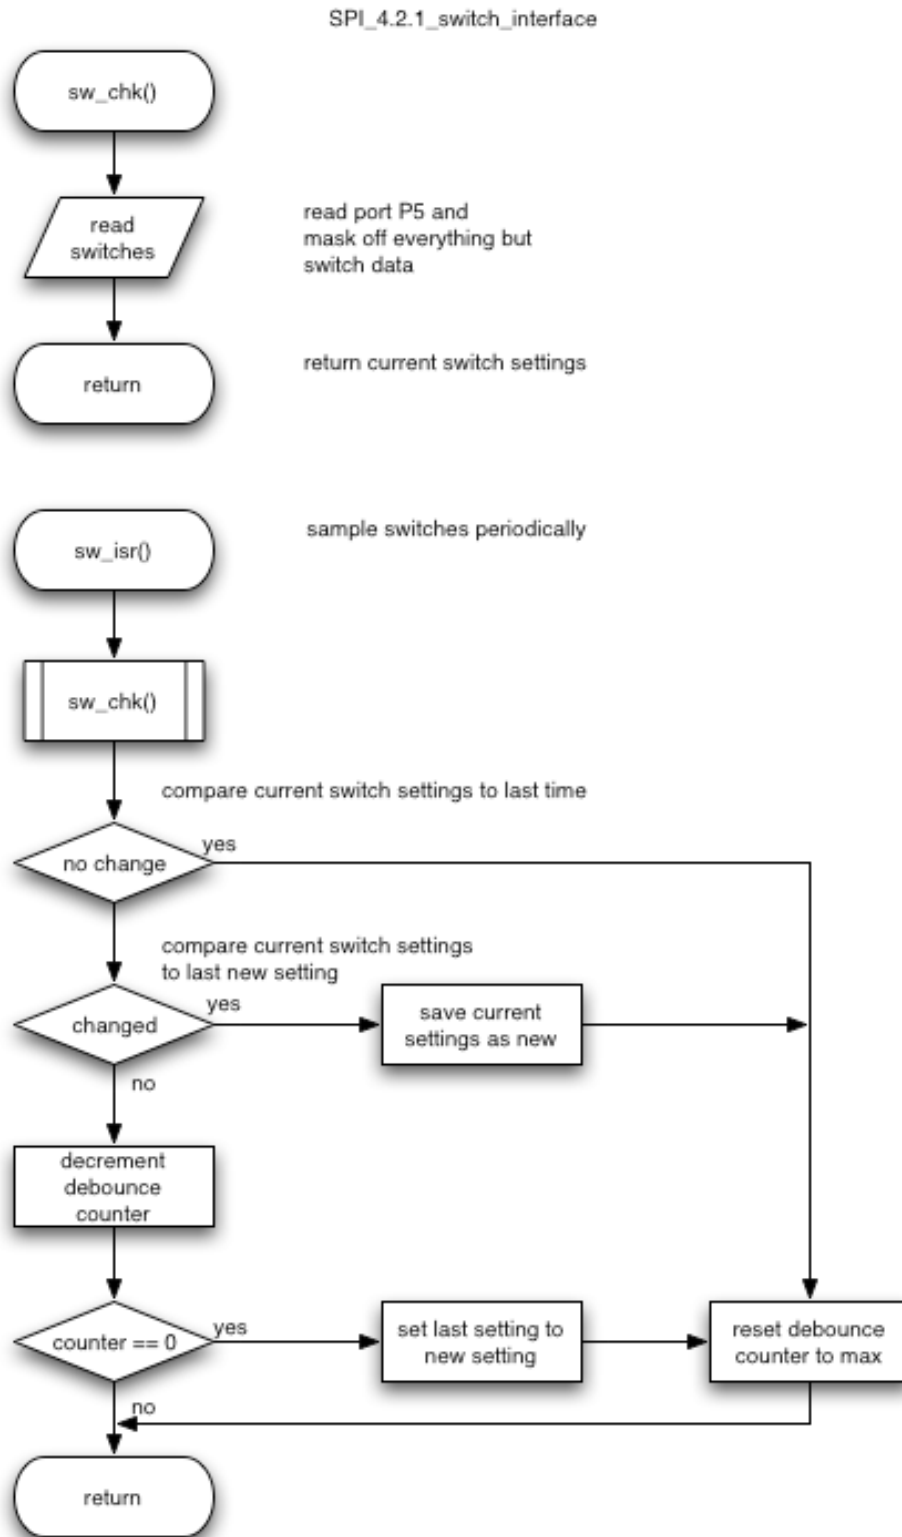 SPI_4.2.1_switch_interface
sw_chk()
read
switches
read port P5 and
mask off everything but
switch data
return
return current switch settings
sw_isr()
sample switches periodically
sw_chk()
compare current switch settings to last time
no change
yes
compare current switch settings
to last new setting
changed
yes
save current
settings as new
no
decrement
debounce
counter
counter == 0
yes
set last setting to
new setting
reset debounce
counter to max
no
return